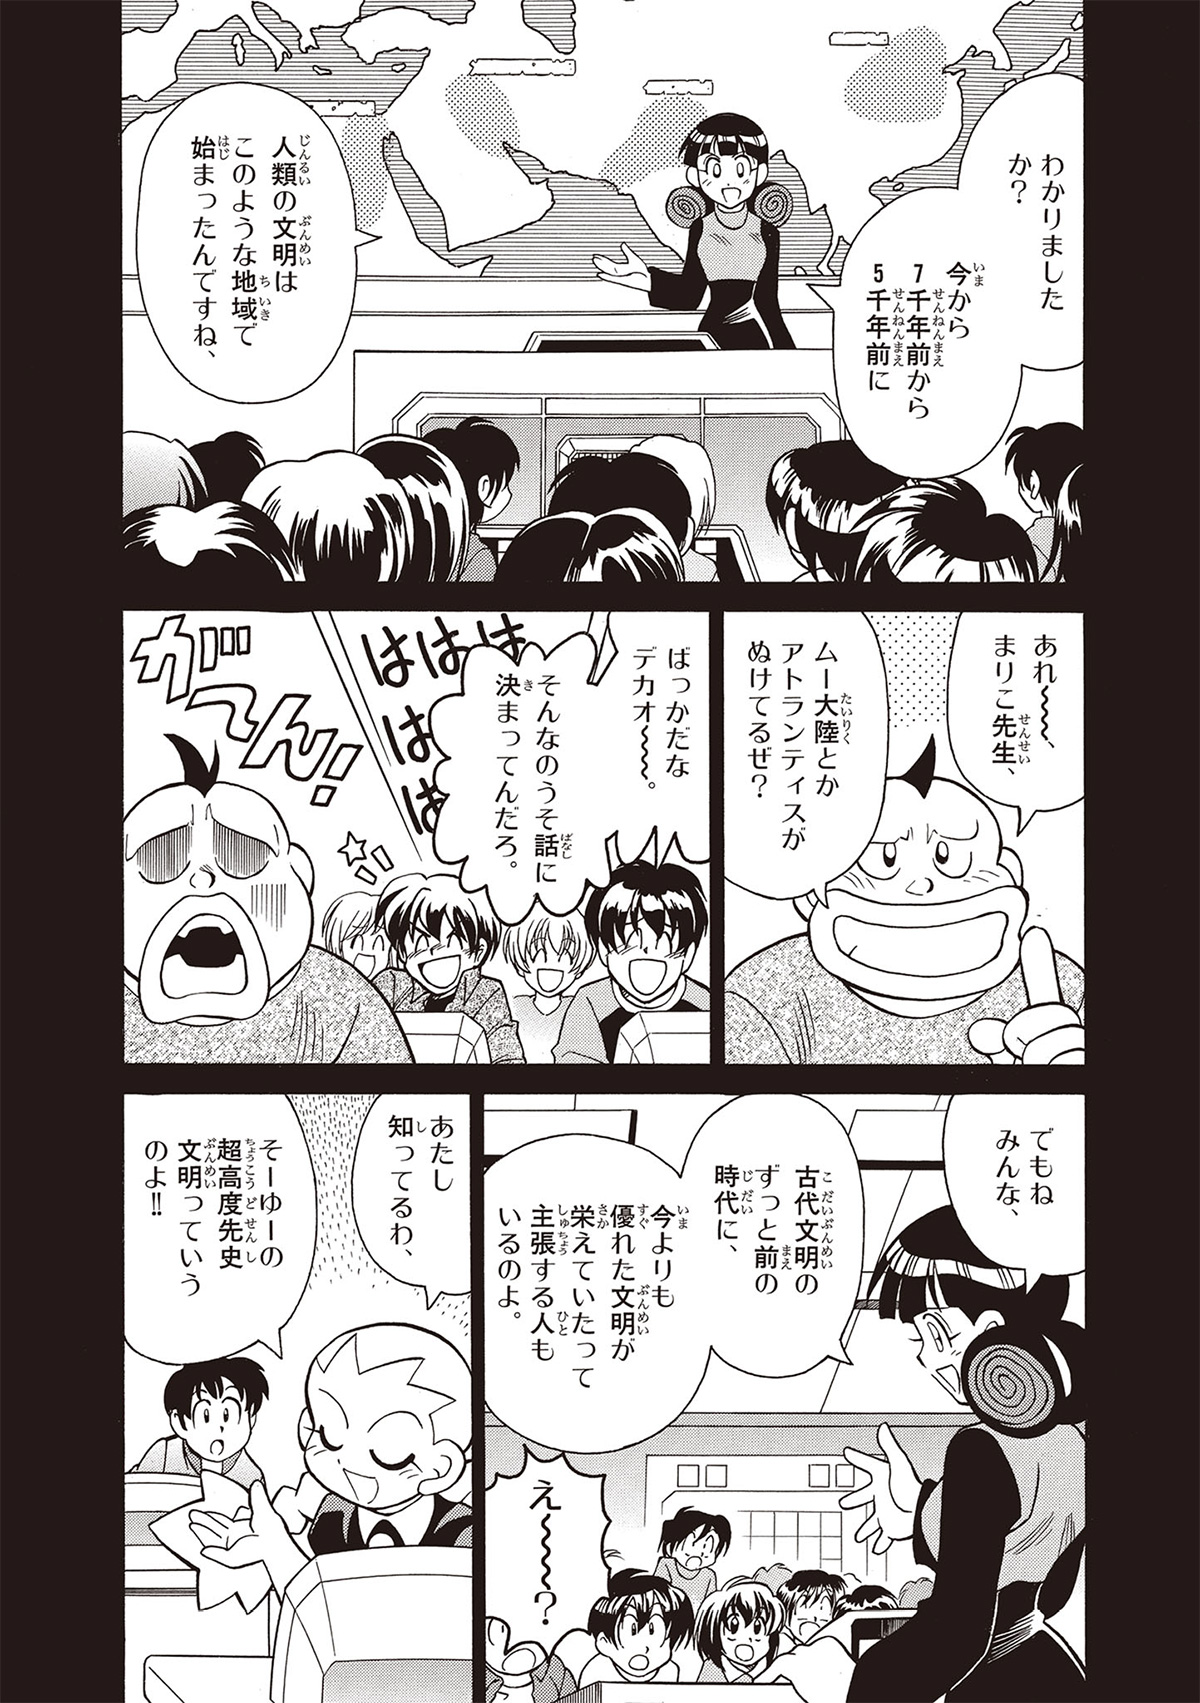 わかりました
か？
今から
7千年前から
5千年前に
人類の文明は
このような地域で
始まったんですね、
あれ〜〜、
まりこ先生、
ムー大陸とか
アトランティスが
ぬけてるぜ？
ばっかだな
デカオ〜〜。
そんなのうそ話に
決まってんだろ。
ははは
はは
ガ〜ん！
でもね
みんな、
古代文明の
ずっと前の
時代に、
今よりも
優れた文明が
栄えていたって
主張する人も
いるのよ。
え〜〜？
あたし
知ってるわ、
そーゆーの
超高度先史
文明っていう
のよ!!